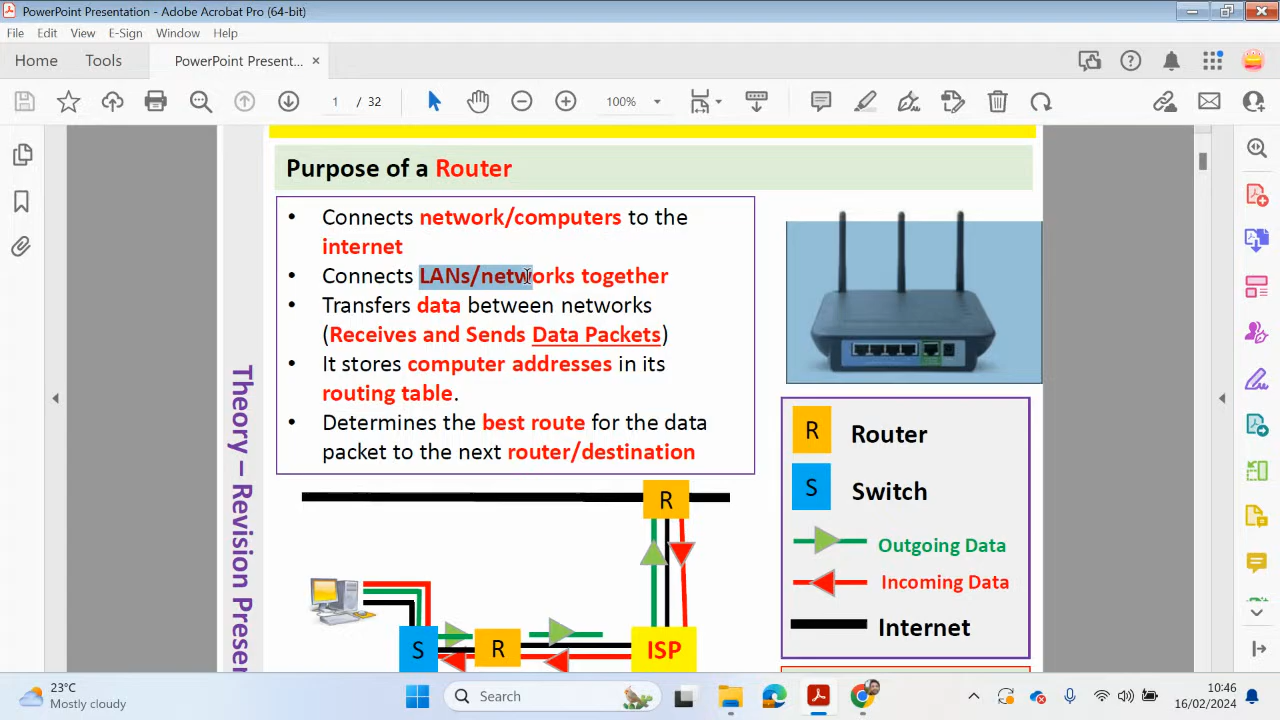 PowerPoint Presentation - Adobe Acrobat Pro (64-bit)
File Edit View E-Sign Window Help
Home Tools PowerPoint Present... ×
1 / 32 100%
Purpose of a Router
• Connects network/computers to the
internet
• Connects LANs/networks together
• Transfers data between networks
(Receives and Sends Data Packets)
• It stores computer addresses in its
routing table.
• Determines the best route for the data
packet to the next router/destination
R Router
S Switch
Outgoing Data
Incoming Data
Internet
R
S
R
ISP
Theory – Revision Prese
23°C
Mostly cloudy
Search
10:46
16/02/2024